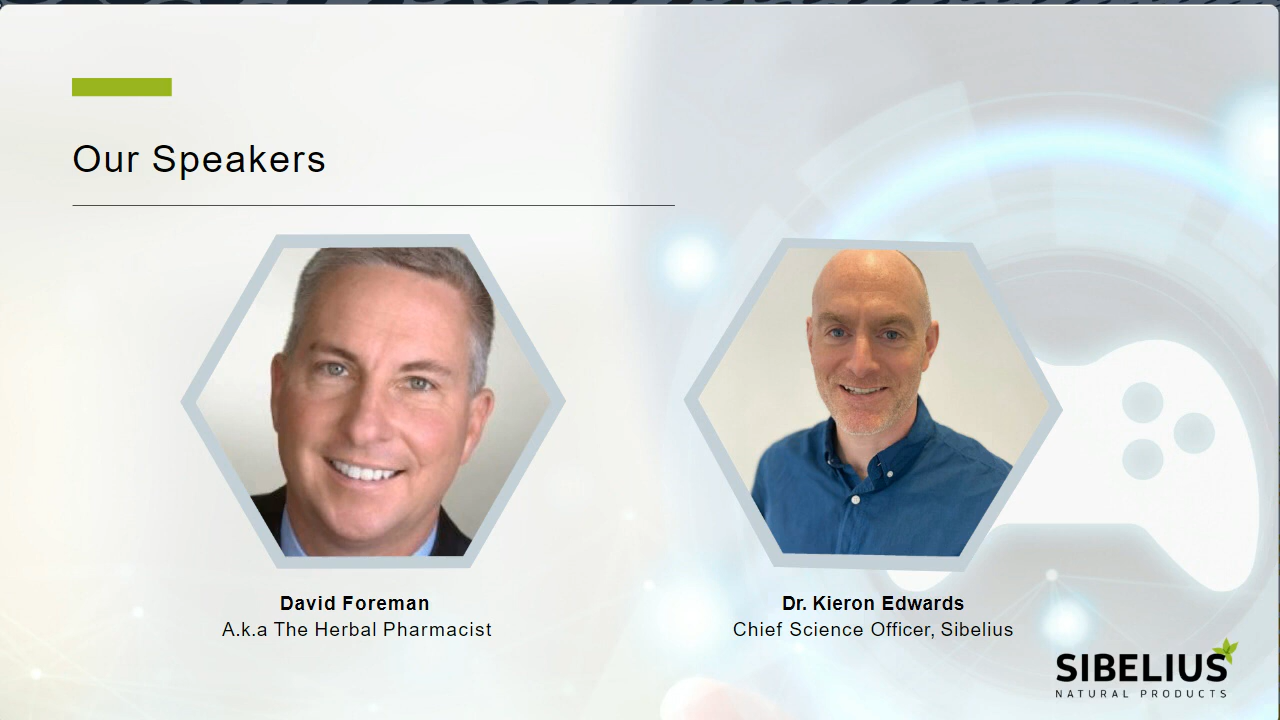 Our Speakers
David Foreman
A.k.a The Herbal Pharmacist
Dr. Kieron Edwards
Chief Science Officer, Sibelius
SIBELIUS
NATURAL PRODUCTS